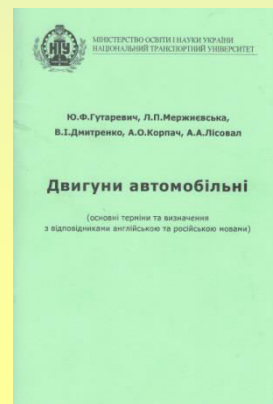 МІНІСТЕРСТВО ОСВІТИ І НАУКИ УКРАЇНИ
НАЦІОНАЛЬНИЙ ТРАНСПОРТНИЙ УНІВЕРСИТЕТ
НТУ
Ю.Ф.Гутаревич, Л.П.Мержиєвська,
В.І.Дмитренко, А.О.Корпач, А.А.Лісовал
Двигуни автомобільні
(основні терміни та визначення
з відповідниками англійською та російською мовами)